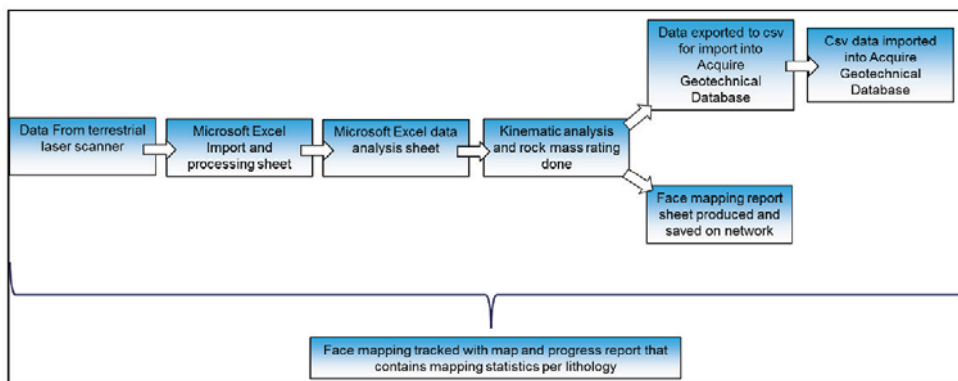 Data From terrestrial
laser scanner
Microsoft Excel
Import and
processing sheet
Microsoft Excel data
analysis sheet
Kinematic analysis
and rock mass rating
done
Data exported to csv
for import into
Acquire
Geotechnical
Database
Csv data imported
into Acquire
Geotechnical
Database
Face mapping report
sheet produced and
saved on network
Face mapping tracked with map and progress report that
contains mapping statistics per lithology